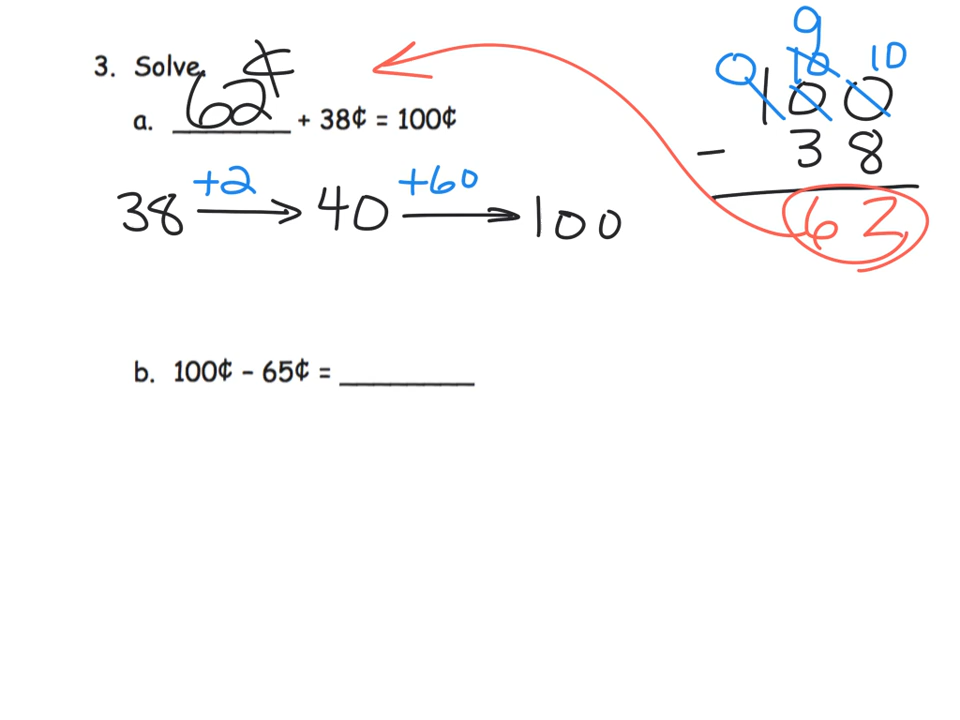 3. Solve.
a. 62¢ + 38¢ = 100¢
38 +2 → 40 +60 → 100
b. 100¢ - 65¢ = ________
9
0 10 10
100
- 38
62